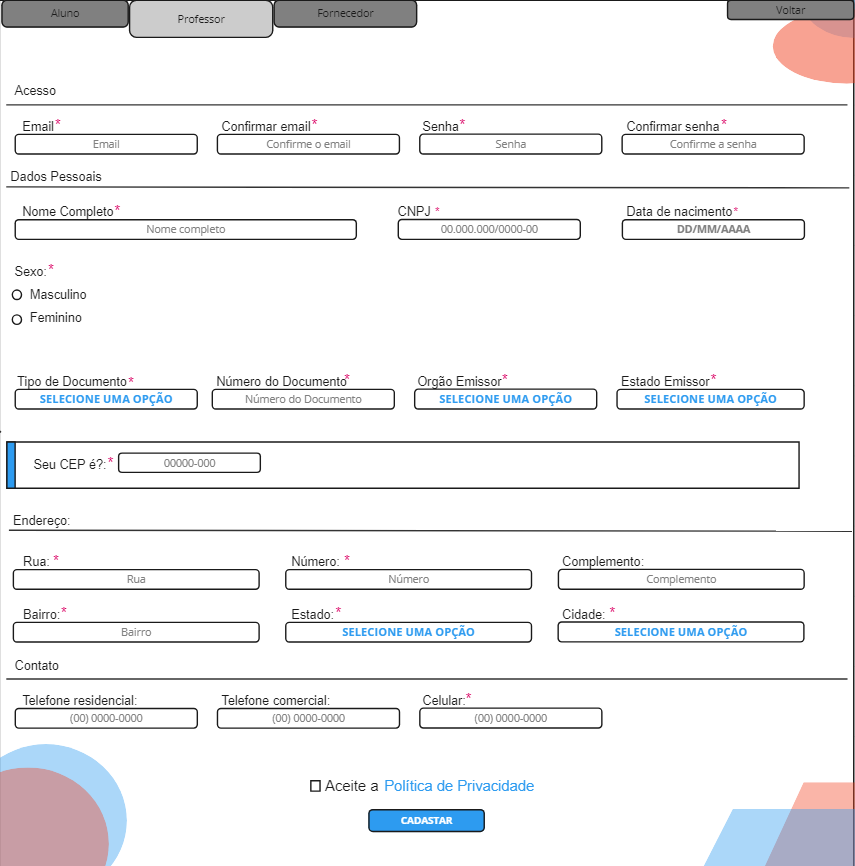 Aluno Professor Fornecedor Voltar
Acesso
Email* Confirmar email* Senha* Confirmar senha*
Email Confirme o email Senha Confirme a senha
Dados Pessoais
Nome Completo* CNPJ * Data de nacimento*
Nome completo 00.000.000/0000-00 DD/MM/AAAA
Sexo:*
Masculino
Feminino
Tipo de Documento* Número do Documento* Orgão Emissor* Estado Emissor*
SELECIONE UMA OPÇÃO Número do Documento SELECIONE UMA OPÇÃO SELECIONE UMA OPÇÃO
Seu CEP é?:* 00000-000
Endereço:
Rua: * Número: * Complemento:
Rua Número Complemento
Bairro:* Estado:* Cidade: *
Bairro SELECIONE UMA OPÇÃO SELECIONE UMA OPÇÃO
Contato
Telefone residencial: Telefone comercial: Celular:*
(00) 0000-0000 (00) 0000-0000 (00) 0000-0000
Aceite a Política de Privacidade
CADASTAR